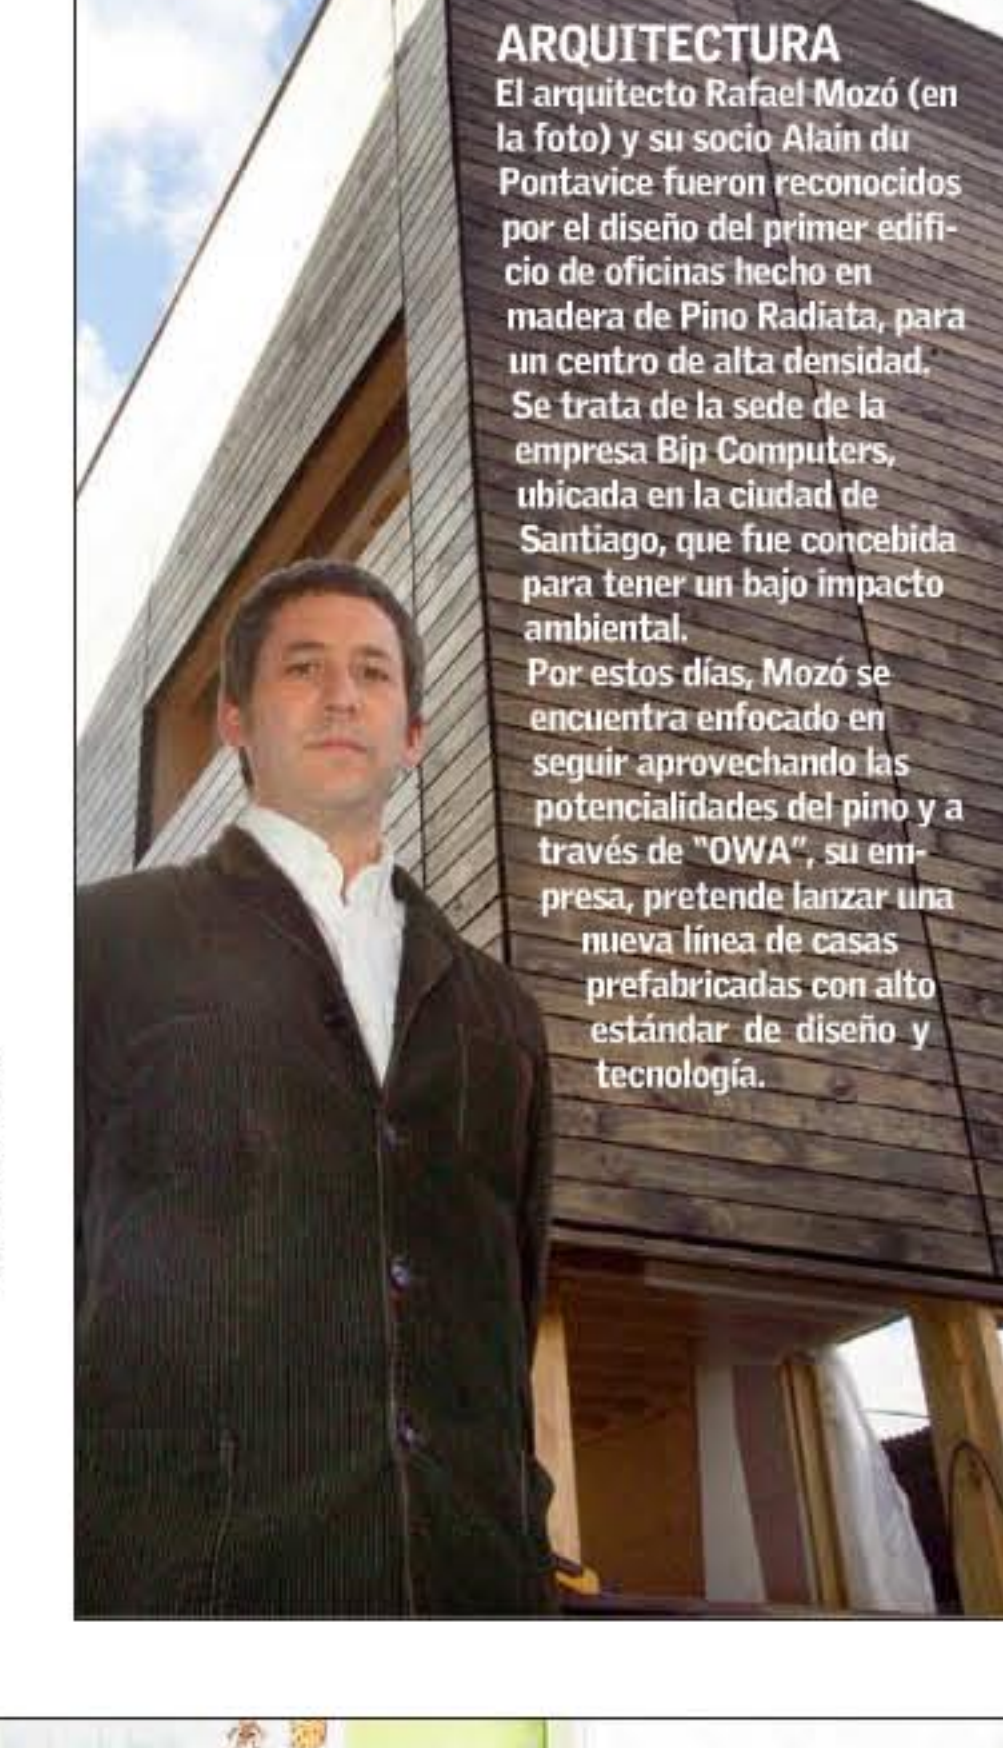 ARQUITECTURA
El arquitecto Rafael Mozó (en
la foto) y su socio Alain du
Pontavice fueron reconocidos
por el diseño del primer edifi-
cio de oficinas hecho en
madera de Pino Radiata, para
un centro de alta densidad.
Se trata de la sede de la
empresa Bip Computers,
ubicada en la ciudad de
Santiago, que fue concebida
para tener un bajo impacto
ambiental.
Por estos días, Mozó se
encuentra enfocado en
seguir aprovechando las
potencialidades del pino y a
través de "OWA", su em-
presa, pretende lanzar una
nueva línea de casas
prefabricadas con alto
estándar de diseño y
tecnología.